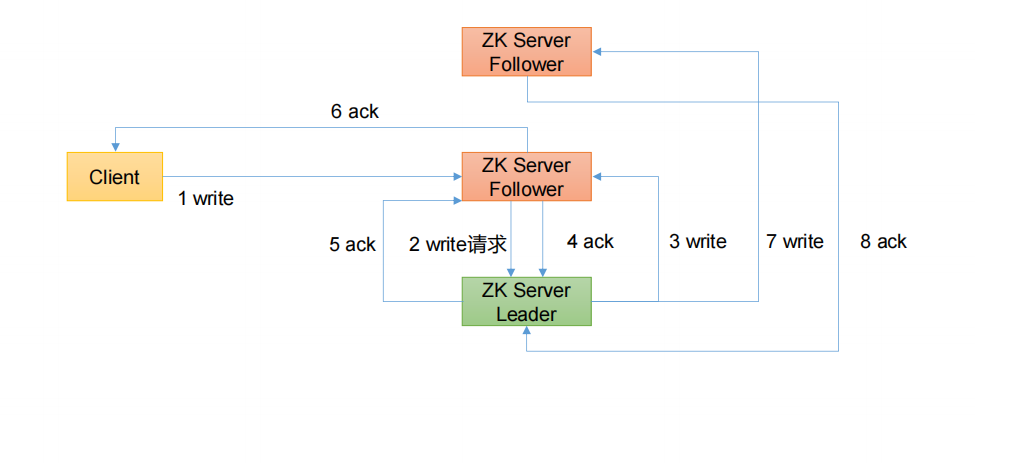 ZK Server
Follower
6 ack
Client
ZK Server
Follower
1 write
5 ack
2 write请求
4 ack
3 write
7 write
8 ack
ZK Server
Leader